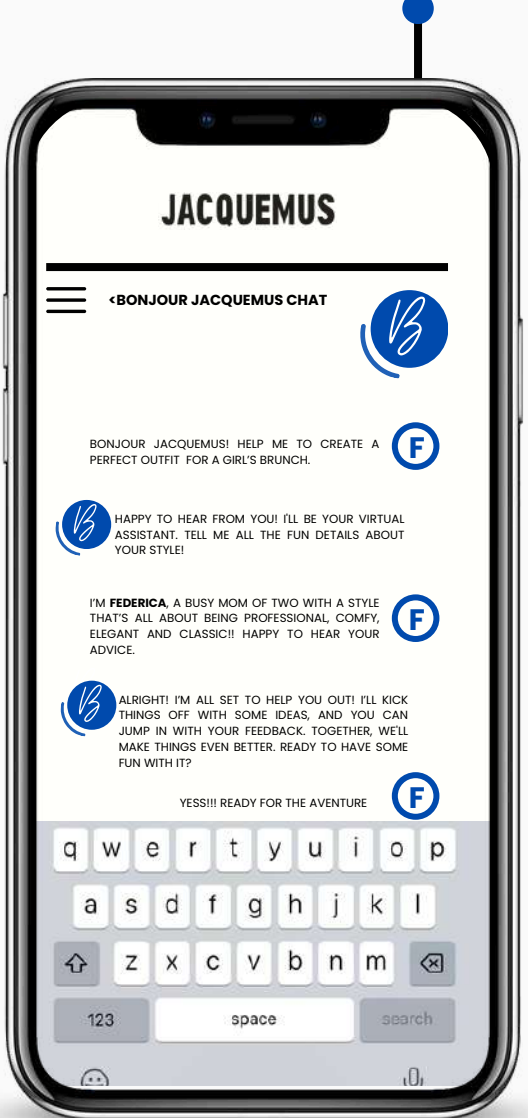 JACQUEMUS
<BONJOUR JACQUEMUS CHAT
B
BONJOUR JACQUEMUS! HELP ME TO CREATE A
PERFECT OUTFIT FOR A GIRL'S BRUNCH.
F
B
HAPPY TO HEAR FROM YOU! I'LL BE YOUR VIRTUAL
ASSISTANT. TELL ME ALL THE FUN DETAILS ABOUT
YOUR STYLE!
I'M FEDERICA, A BUSY MOM OF TWO WITH A STYLE
THAT'S ALL ABOUT BEING PROFESSIONAL, COMFY,
ELEGANT AND CLASSIC!! HAPPY TO HEAR YOUR
ADVICE.
F
B
ALRIGHT! I'M ALL SET TO HELP YOU OUT! I'LL KICK
THINGS OFF WITH SOME IDEAS, AND YOU CAN
JUMP IN WITH YOUR FEEDBACK. TOGETHER, WE'LL
MAKE THINGS EVEN BETTER. READY TO HAVE SOME
FUN WITH IT?
YESS!!! READY FOR THE AVENTURE
F
q w e r t y u i o p
a s d f g h j k l
z x c v b n m
123 space search